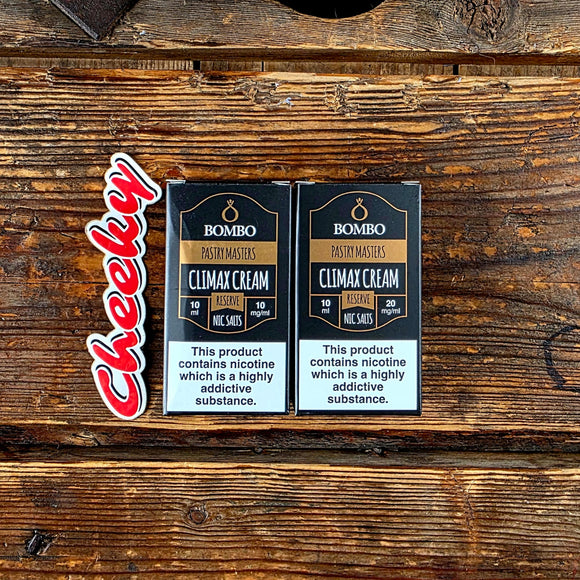 Cheeky
BOMBO
PASTRY MASTERS
CLIMAX CREAM
10 ml
RESERVE
10 mg/ml
NIC SALTS
This product
contains nicotine
which is a highly
addictive
substance.
BOMBO
PASTRY MASTERS
CLIMAX CREAM
10 ml
RESERVE
20 mg/ml
NIC SALTS
This product
contains nicotine
which is a highly
addictive
substance.